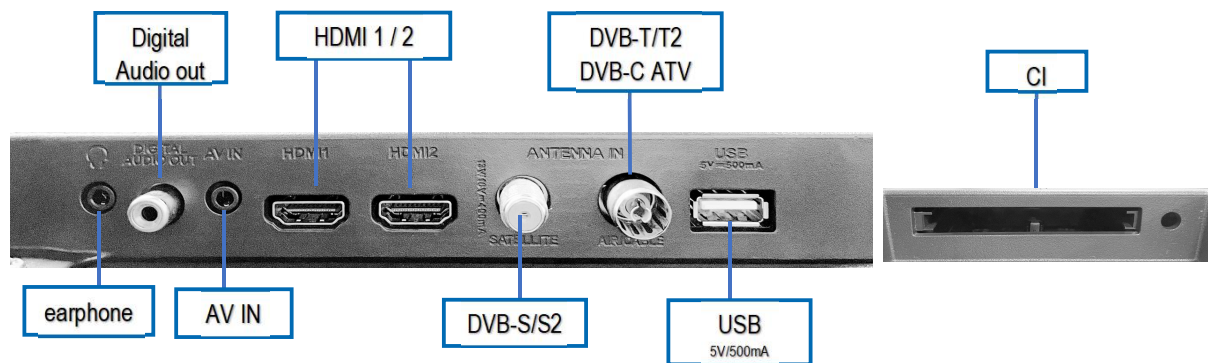 Digital
Audio out
HDMI 1 / 2
DVB-T/T2
DVB-C ATV
CI
DIGITAL
AUDIO OUT
AV IN
HDMI1
HDMI2
ANTENNA IN
USB
5V⎓500mA
SATELLITE
AIR/CABLE
earphone
AV IN
DVB-S/S2
USB
5V/500mA